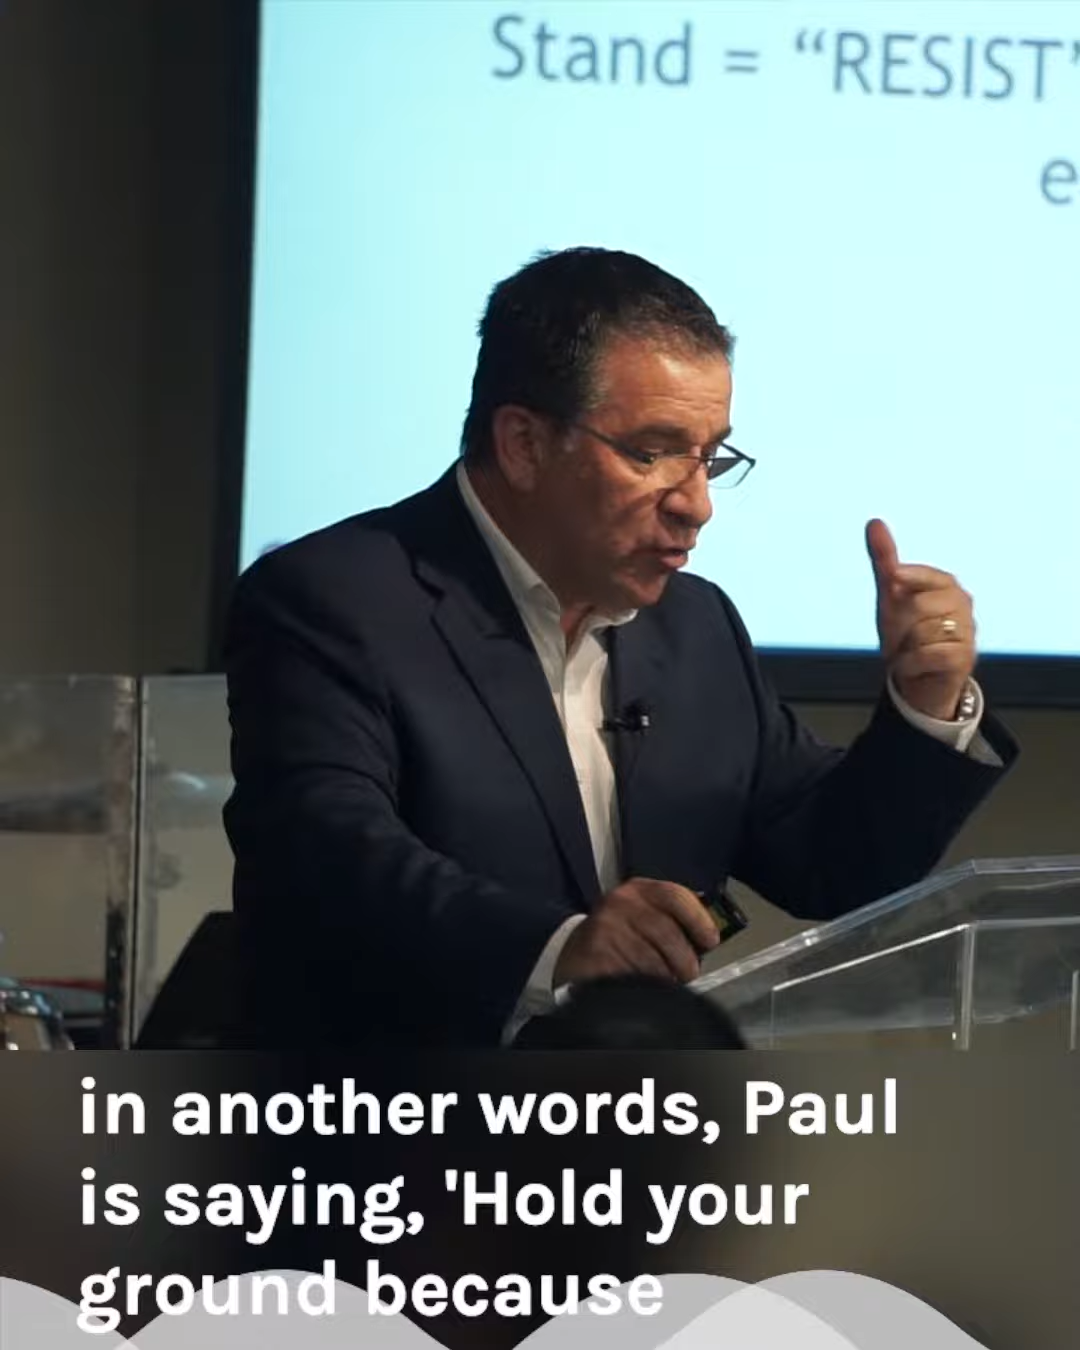 Stand = “RESIST”
e
in another words, Paul
is saying, 'Hold your
ground because